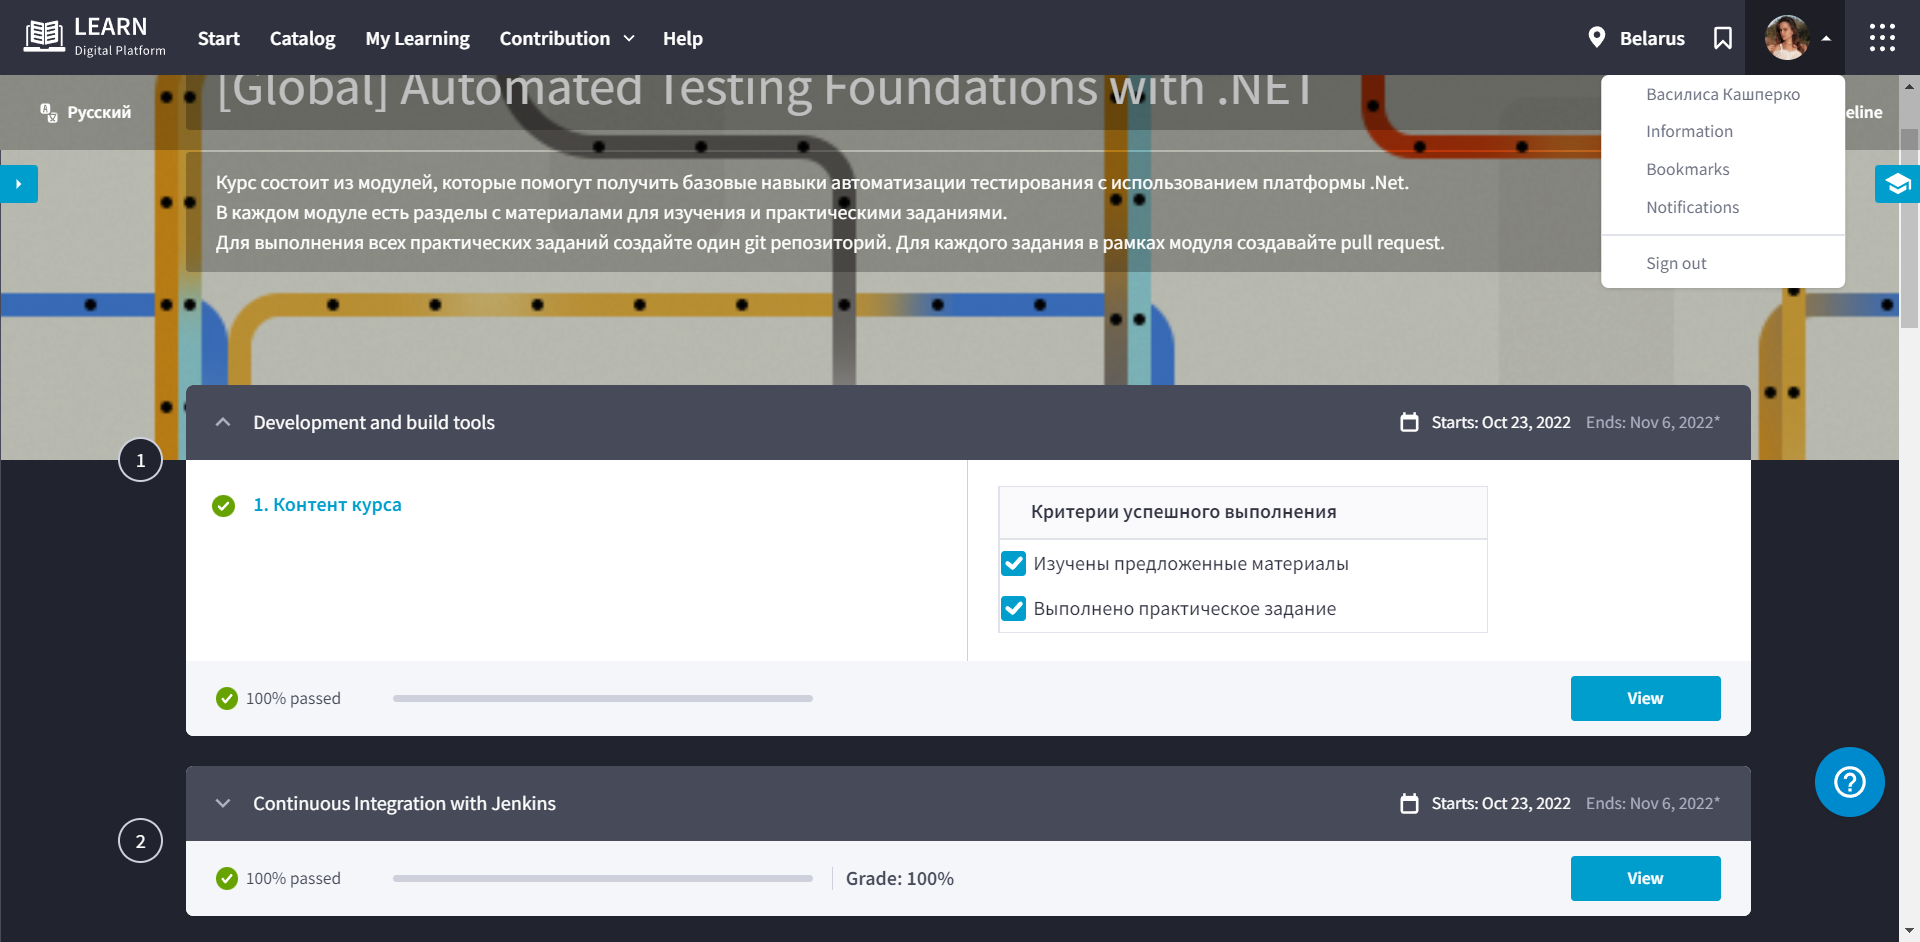 LEARN
Digital Platform
Start
Catalog
My Learning
Contribution
Help
Belarus
[Global] Automated Testing Foundations with .NET
Русский
Василиса Кашперко
Information
Bookmarks
Notifications
Sign out
eline
Курс состоит из модулей, которые помогут получить базовые навыки автоматизации тестирования с использованием платформы .Net.
В каждом модуле есть разделы с материалами для изучения и практическими заданиями.
Для выполнения всех практических заданий создайте один git репозиторий. Для каждого задания в рамках модуля создавайте pull request.
1
Development and build tools
Starts: Oct 23, 2022 Ends: Nov 6, 2022*
1. Контент курса
Критерии успешного выполнения
Изучены предложенные материалы
Выполнено практическое задание
100% passed
View
2
Continuous Integration with Jenkins
Starts: Oct 23, 2022 Ends: Nov 6, 2022*
100% passed
Grade: 100%
View